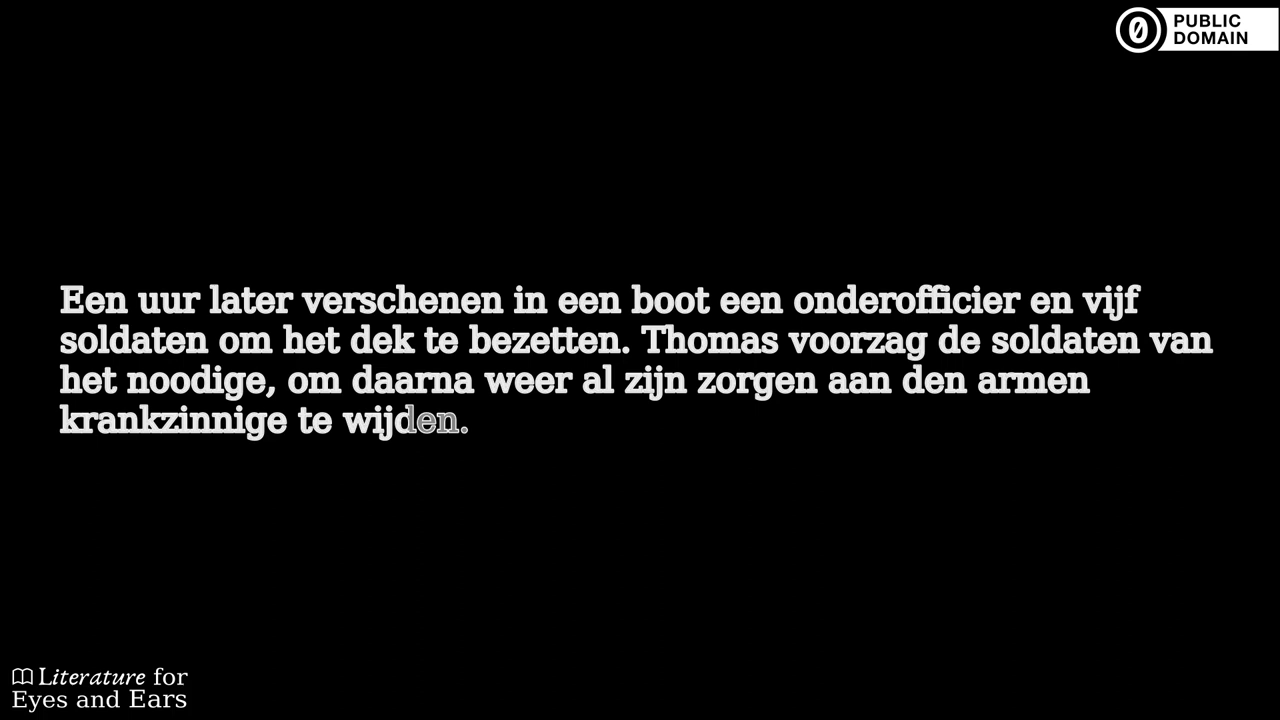 PUBLIC
DOMAIN
Een uur later verschenen in een boot een onderofficier en vijf
soldaten om het dek te bezetten. Thomas voorzag de soldaten van
het noodige, om daarna weer al zijn zorgen aan den armen
krankzinnige te wijden.
Literature for
Eyes and Ears